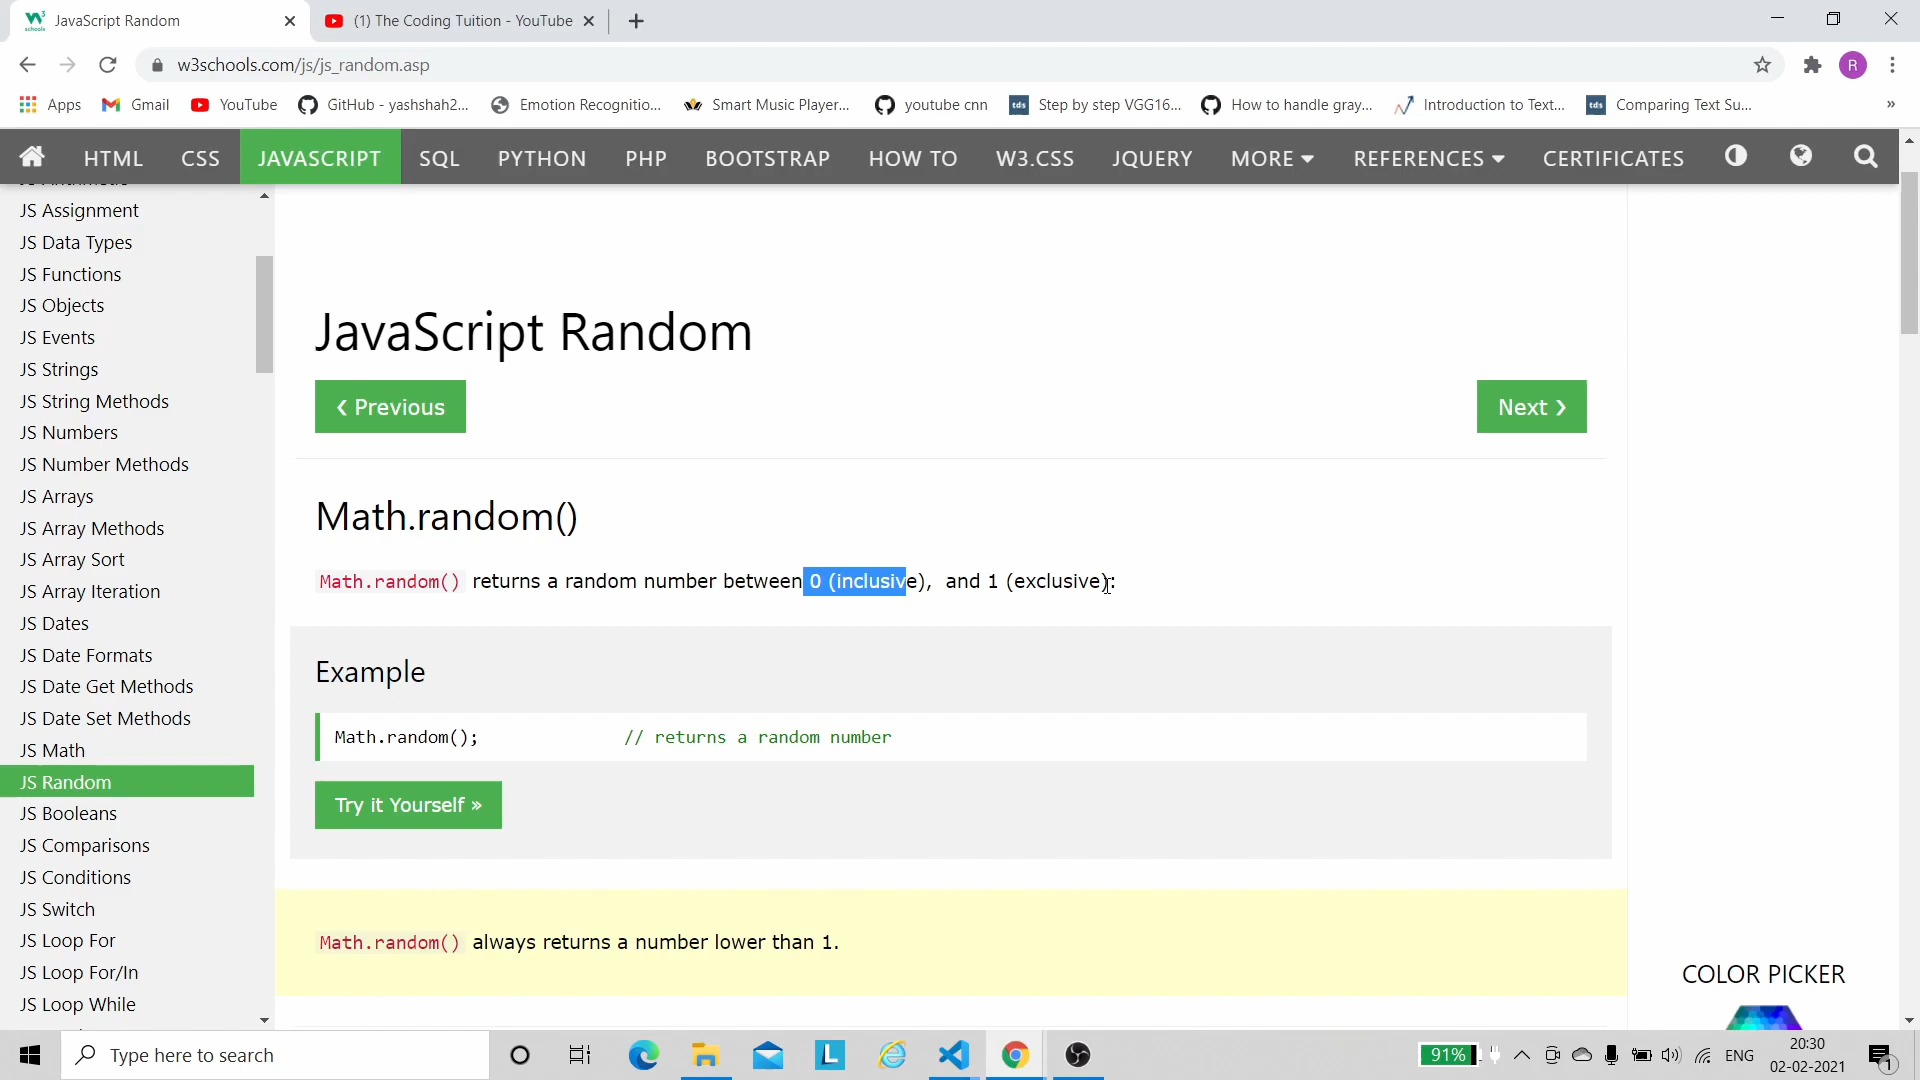 JavaScript Random
(1) The Coding Tuition - YouTube
w3schools.com/js/js_random.asp
R
Apps
Gmail
YouTube
GitHub - yashshah2...
Emotion Recognitio...
Smart Music Player...
youtube cnn
Step by step VGG16...
How to handle gray,...
Introduction to Text...
Comparing Text Su...
»
HTML
CSS
JAVASCRIPT
SQL
PYTHON
PHP
BOOTSTRAP
HOW TO
W3.CSS
JQUERY
MORE
REFERENCES
CERTIFICATES
JS Assignment
JS Data Types
JS Functions
JS Objects
JS Events
JS Strings
JS String Methods
JS Numbers
JS Number Methods
JS Arrays
JS Array Methods
JS Array Sort
JS Array Iteration
JS Dates
JS Date Formats
JS Date Get Methods
JS Date Set Methods
JS Math
JS Random
JS Booleans
JS Comparisons
JS Conditions
JS Switch
JS Loop For
JS Loop For/In
JS Loop While
JavaScript Random
❮ Previous
Next ❯
Math.random()
Math.random() returns a random number between 0 (inclusive), and 1 (exclusive):
Example
Math.random(); // returns a random number
Try it Yourself »
Math.random() always returns a number lower than 1.
COLOR PICKER
Type here to search
91%
ENG
20:30
02-02-2021
1